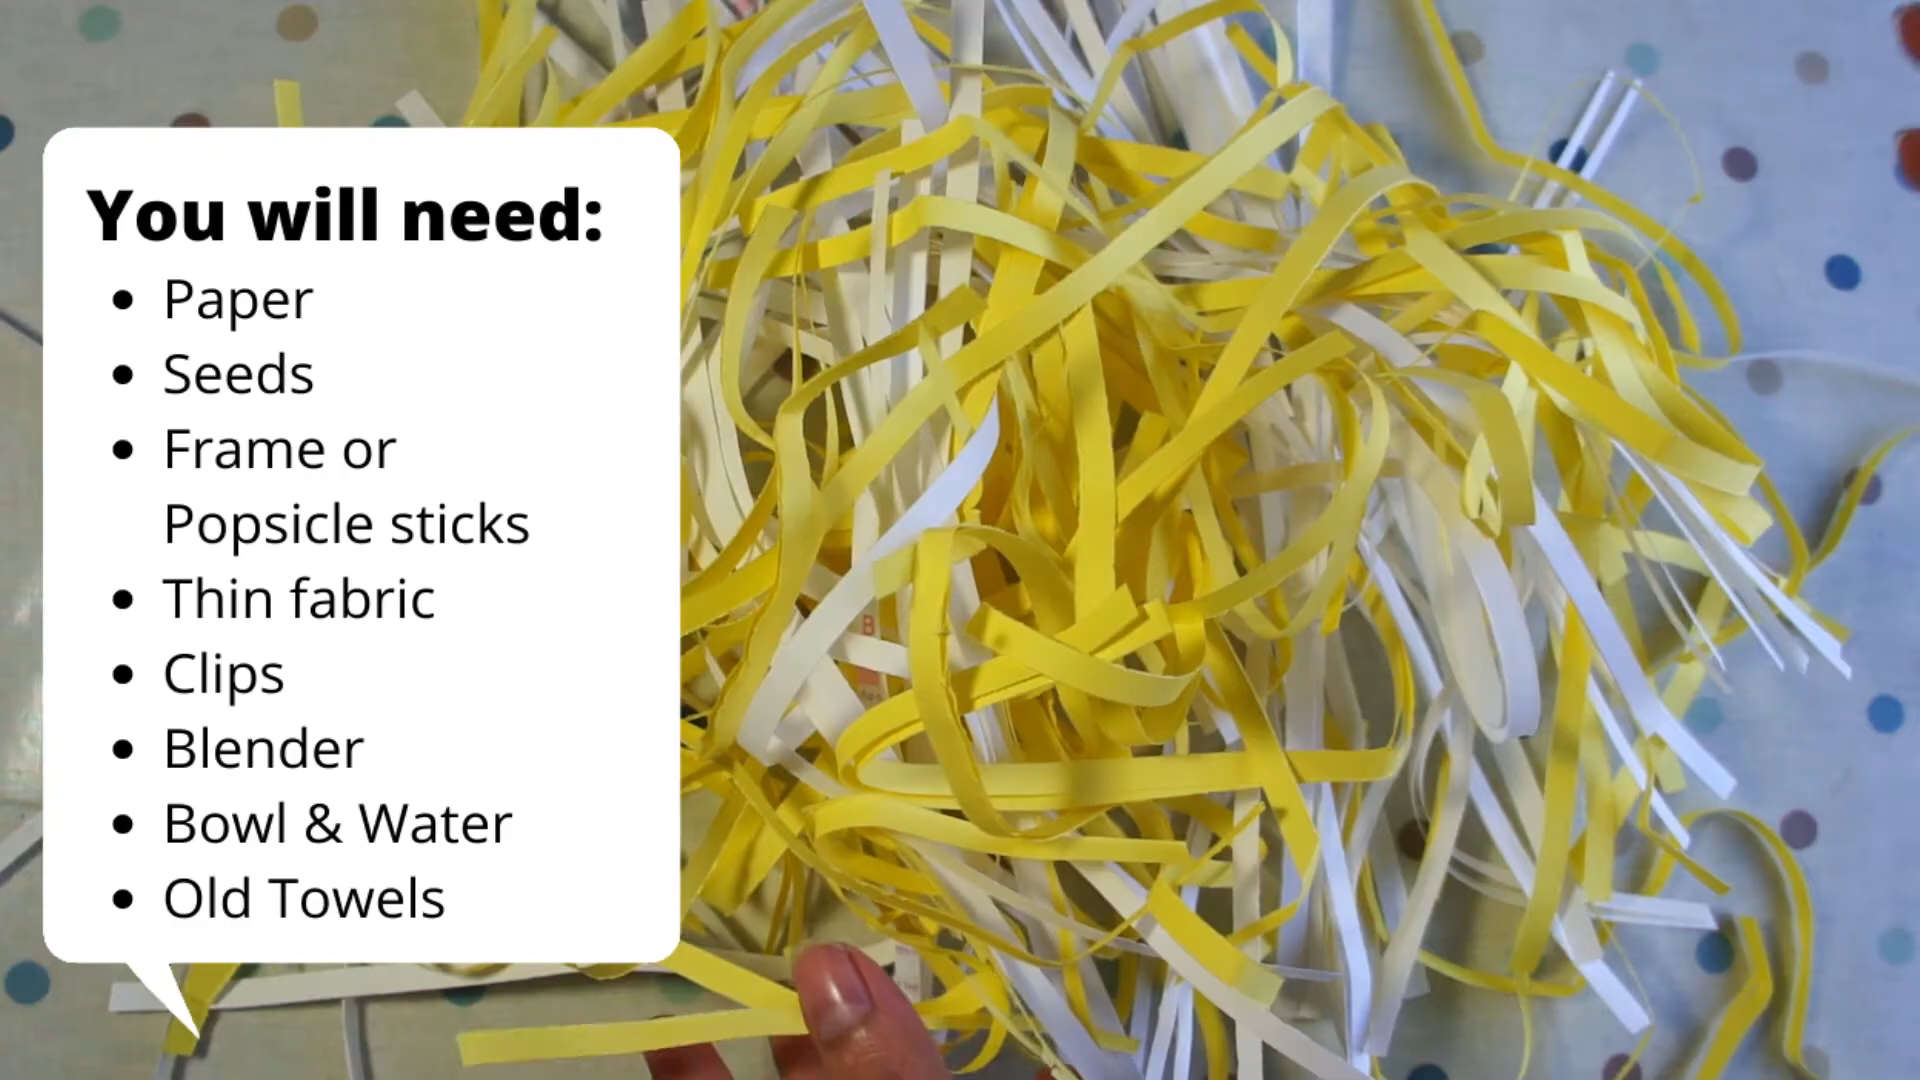 You will need:
• Paper
• Seeds
• Frame or
Popsicle sticks
• Thin fabric
• Clips
• Blender
• Bowl & Water
• Old Towels